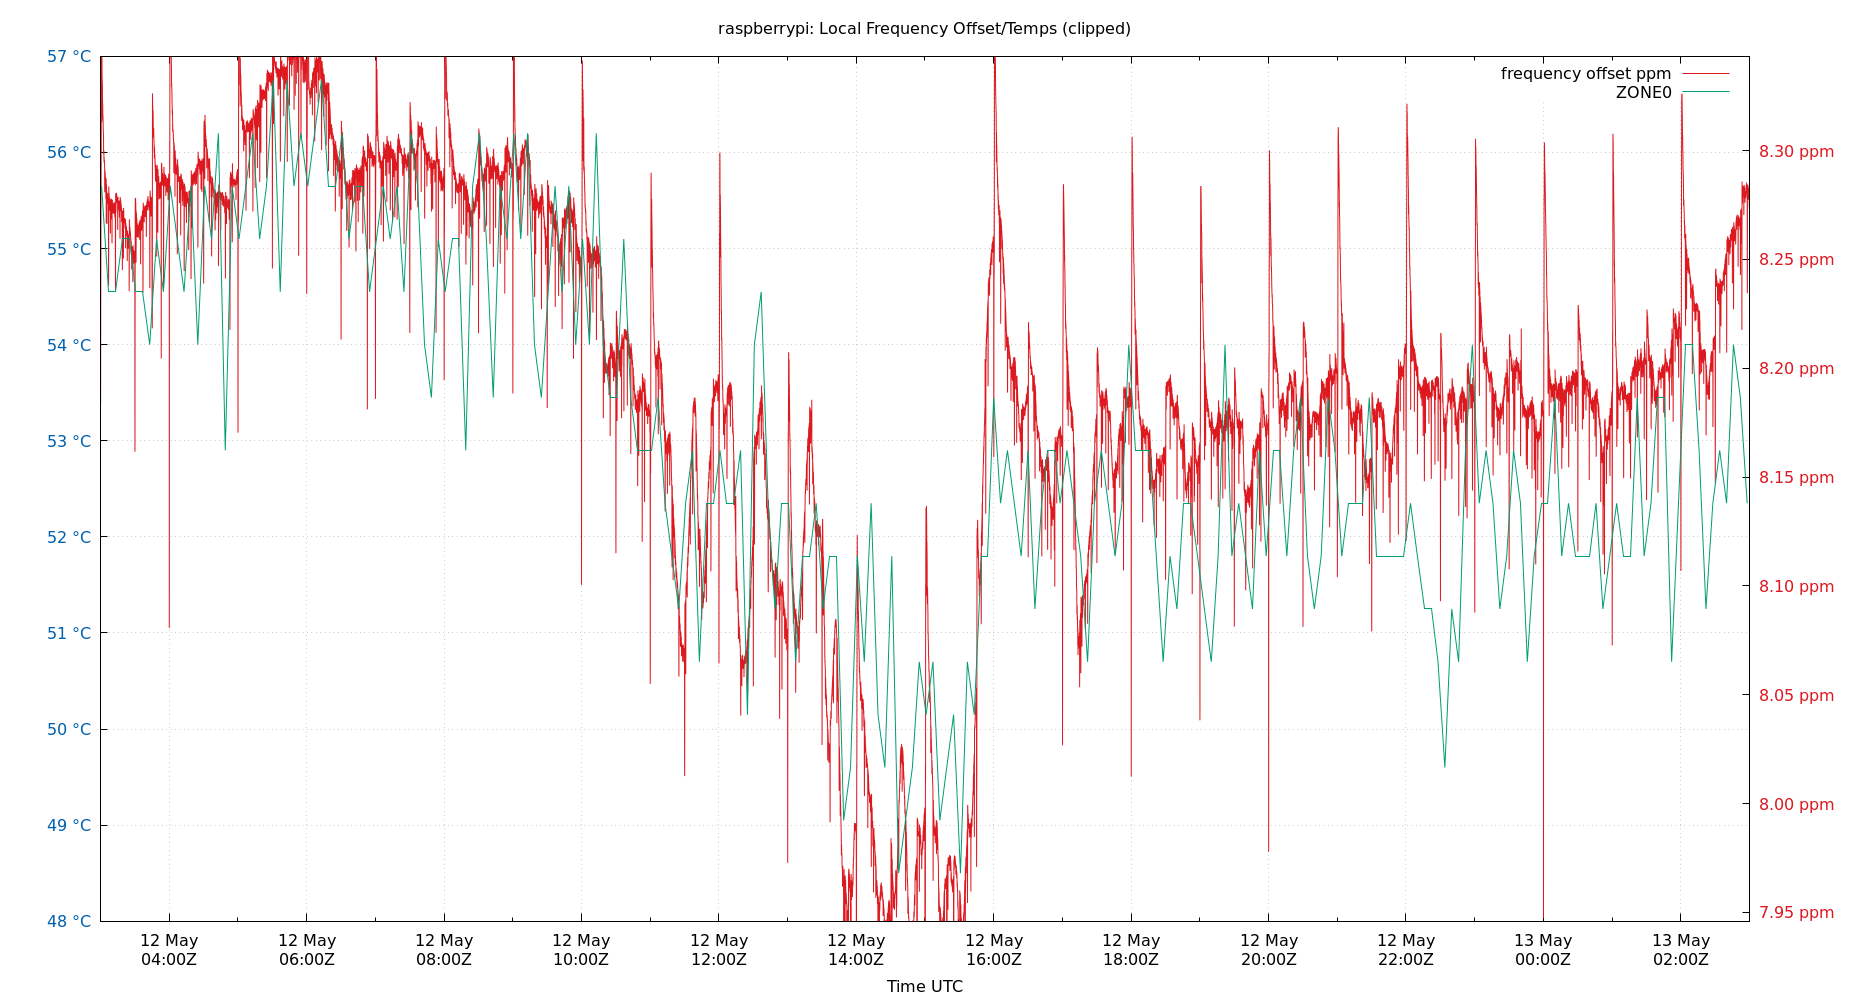 raspberrypi: Local Frequency Offset/Temps (clipped)
frequency offset ppm
ZONE0
57 °C
56 °C
55 °C
54 °C
53 °C
52 °C
51 °C
50 °C
49 °C
48 °C
8.30 ppm
8.25 ppm
8.20 ppm
8.15 ppm
8.10 ppm
8.05 ppm
8.00 ppm
7.95 ppm
12 May 12 May 12 May 12 May 12 May 12 May 12 May 12 May 12 May 12 May 13 May 13 May
04:00Z 06:00Z 08:00Z 10:00Z 12:00Z 14:00Z 16:00Z 18:00Z 20:00Z 22:00Z 00:00Z 02:00Z
Time UTC